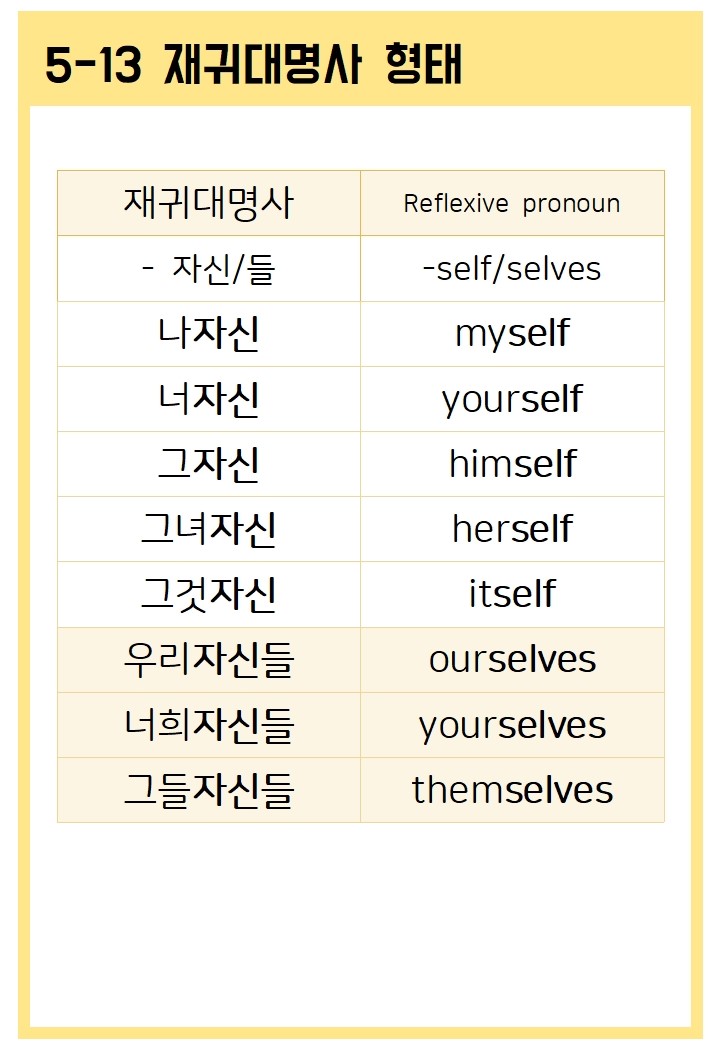 5-13 재귀대명사 형태
재귀대명사 Reflexive pronoun
- 자신/들 -self/selves
나자신 myself
너자신 yourself
그자신 himself
그녀자신 herself
그것자신 itself
우리자신들 ourselves
너희자신들 yourselves
그들자신들 themselves